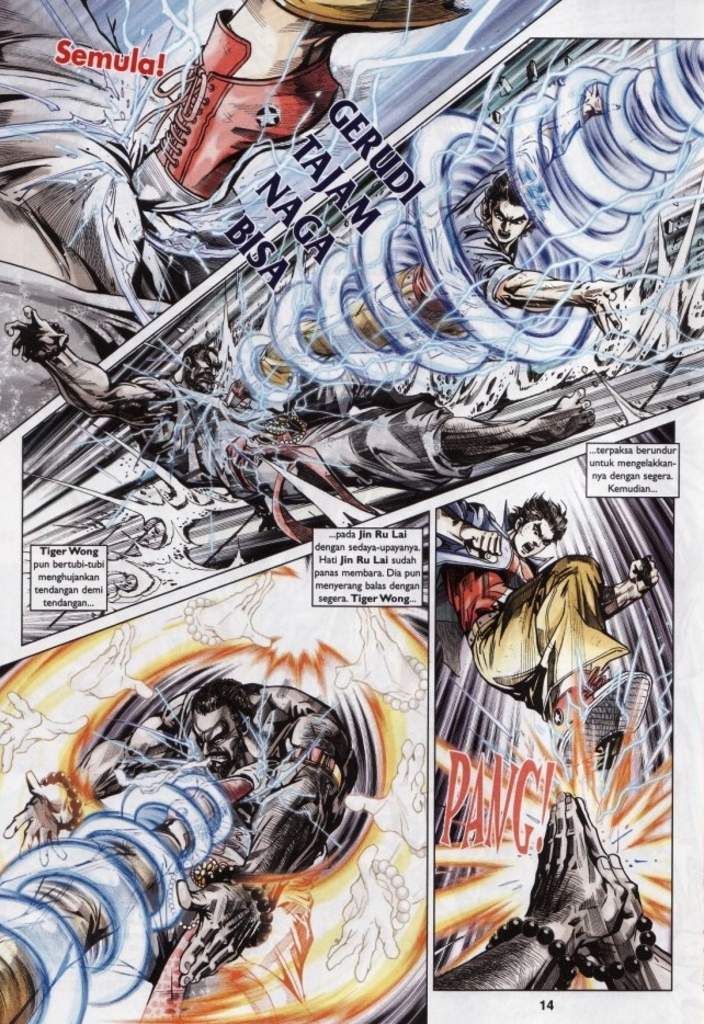 Semula!
GERUDI
TAJAM
NAGA
BISA
...terpaksa berundur
untuk mengelakkan-
nya dengan segera.
Kemudian...
Tiger Wong
pun bertubi-tubi
menghujankan
tendangan demi
tendangan...
...pada Jin Ru Lai
dengan sedaya-upayanya.
Hati Jin Ru Lai sudah
panas membara. Dia pun
menyerang balas dengan
segera. Tiger Wong...
PANG!
14